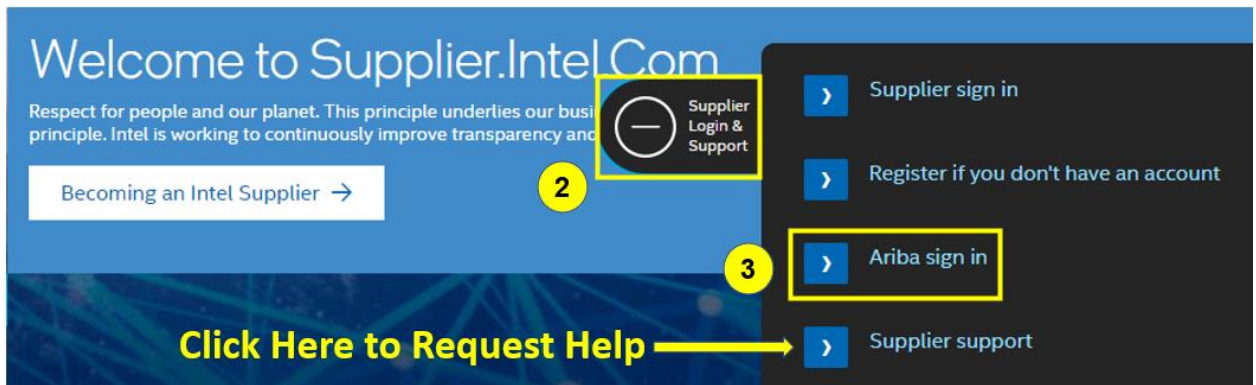 Welcome to Supplier.Intel.Com
Respect for people and our planet. This principle underlies our busi
principle. Intel is working to continuously improve transparency and
Becoming an Intel Supplier →
2
Supplier
Login &
Support
Supplier sign in
Register if you don't have an account
3
Ariba sign in
Click Here to Request Help
Supplier support